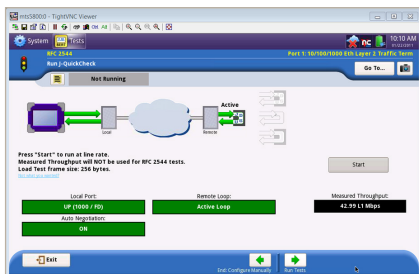 mts5800:0 - TightVNC Viewer
Ctrl Alt
System
Tests
10:10 AM
RFC 2544
Port 1: 10/100/1000 Eth Layer 2 Traffic Term
Run J-QuickCheck
Go To...
Not Running
Active
Local
Remote
Press "Start" to run at line rate.
Measured Throughput will NOT be used for RFC 2544 tests.
Load Test frame size: 256 bytes.
Start
Local Port:
Remote Loop:
Measured Throughput:
UP (1000 / FD)
Active Loop
42.99 L1 Mbps
Auto Negotiation:
ON
Exit
End: Configure Manually
Run Tests